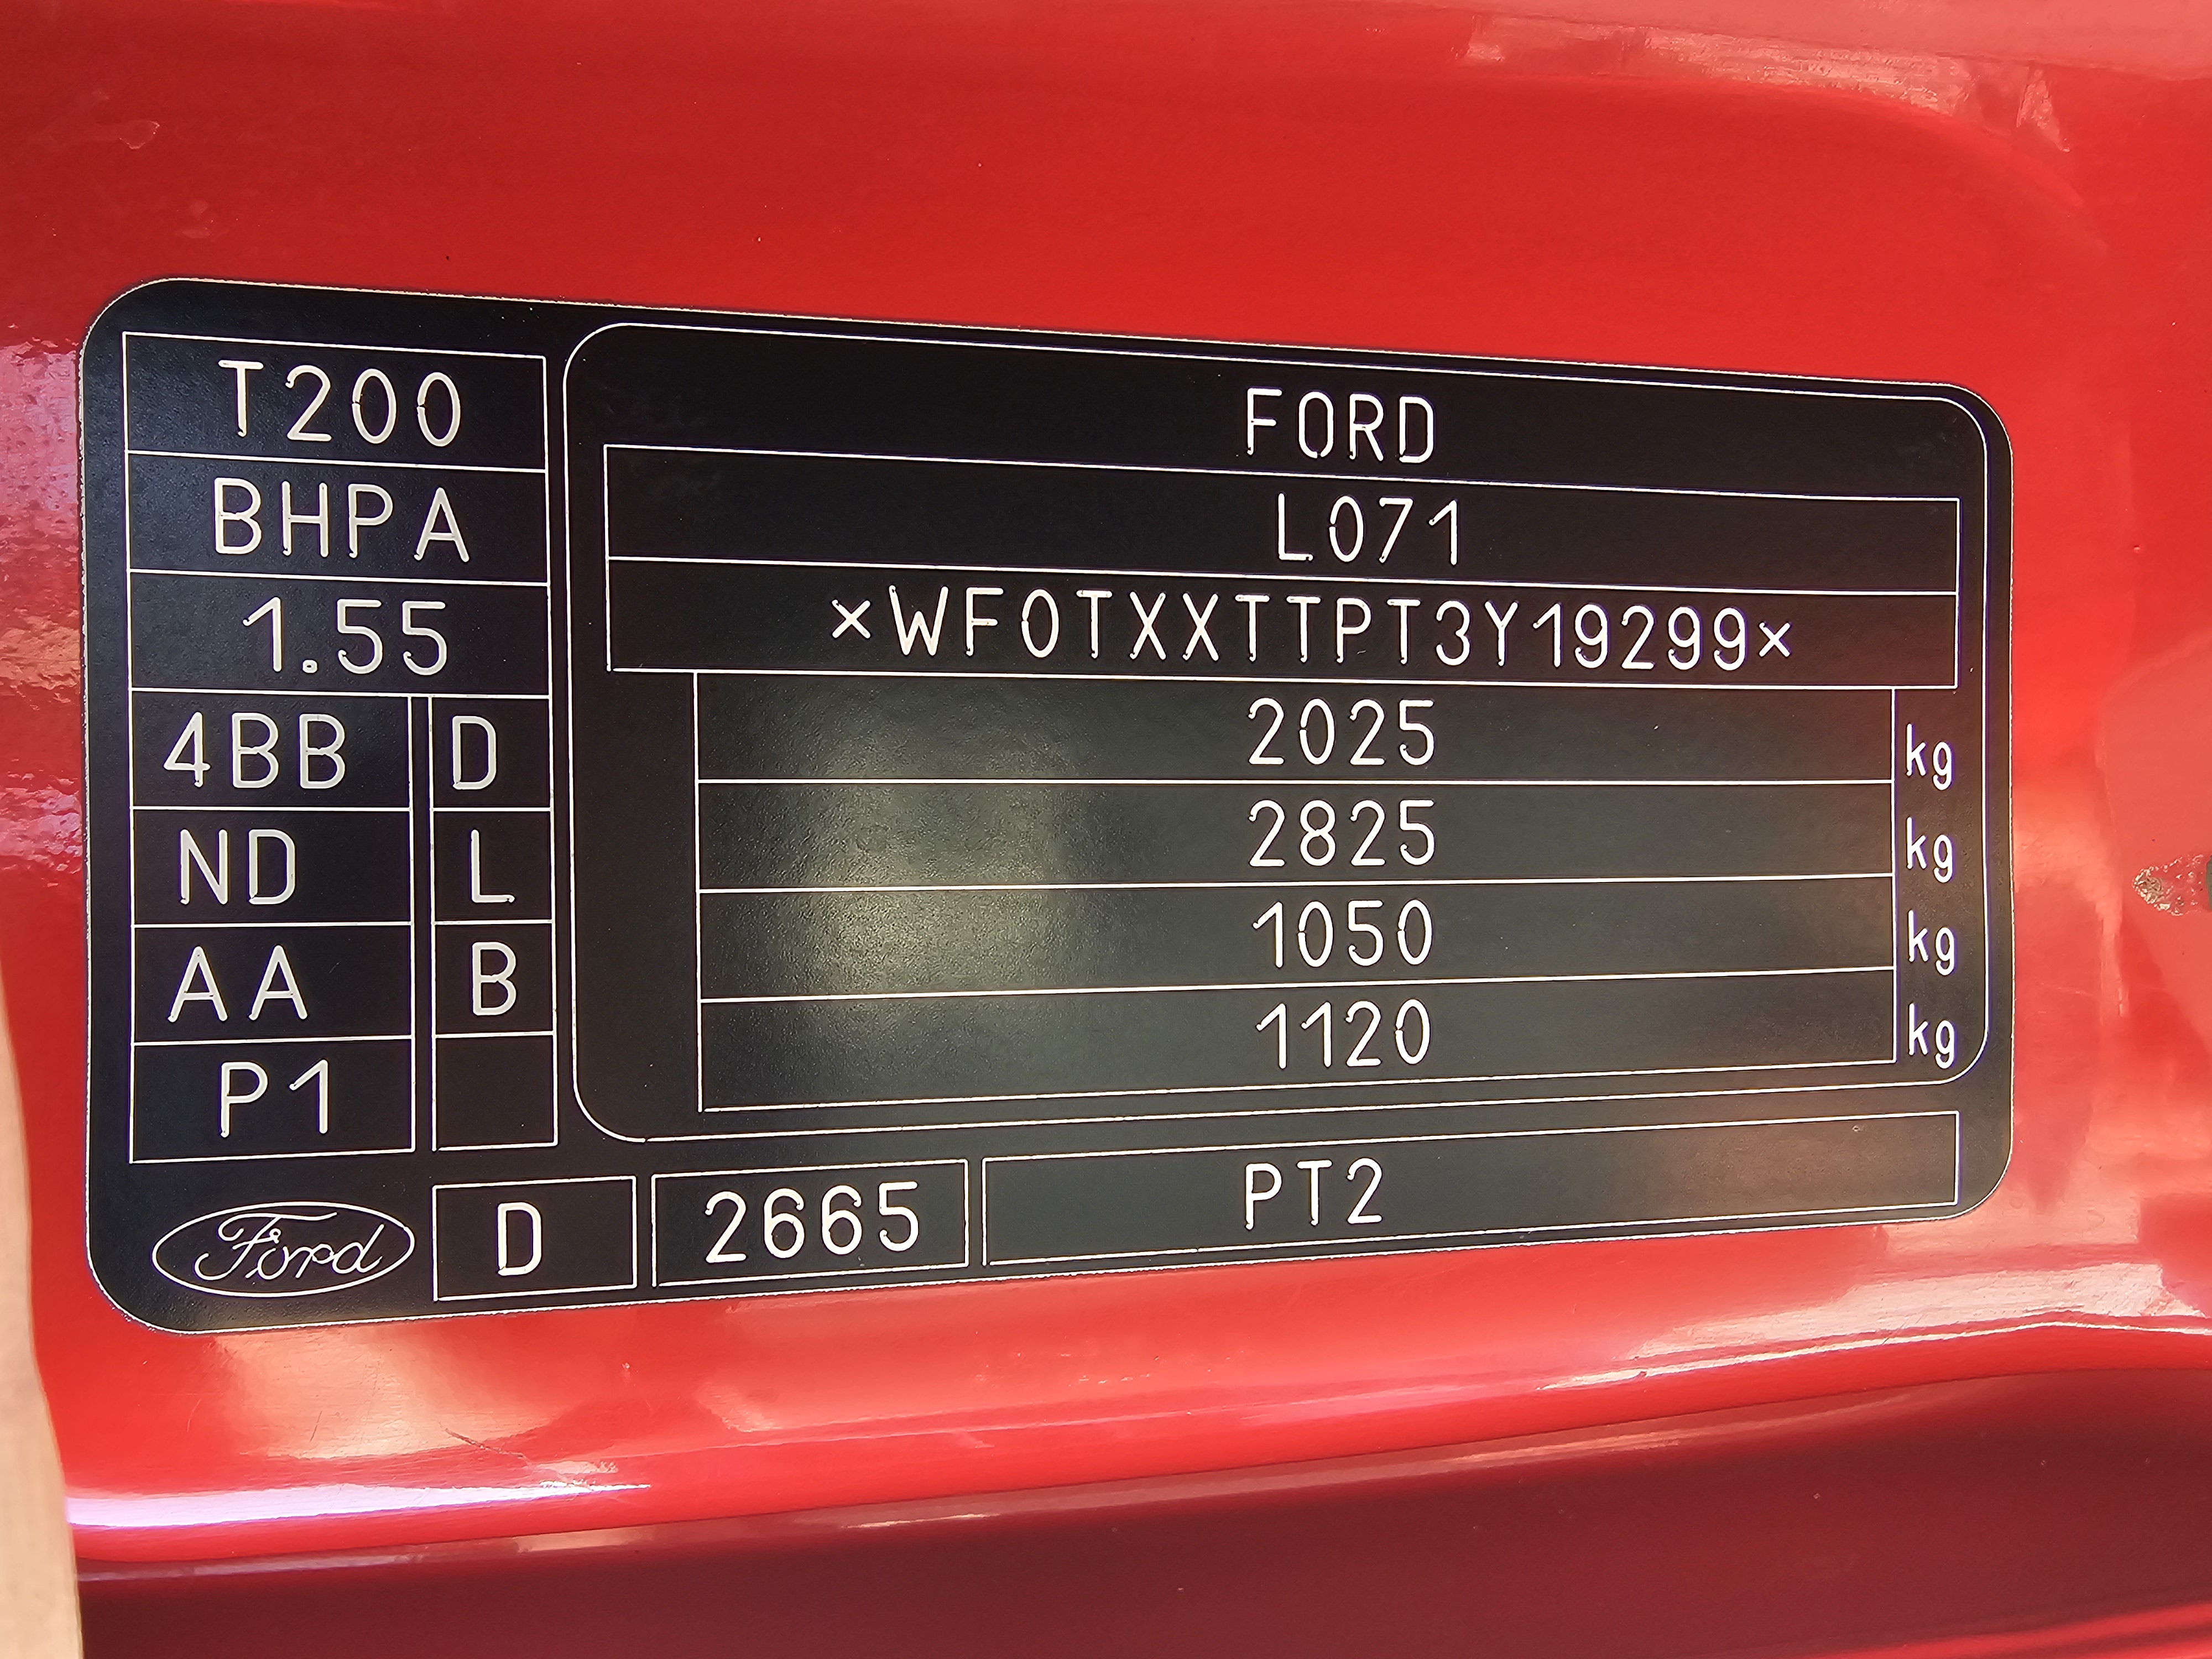 T200
BHPA
1.55
4BB D
ND L
AA B
P1
FORD
L071
×WF0TXXTTPT3Y19299×
2025 kg
2825 kg
1050 kg
1120 kg
Ford D 2665 PT2